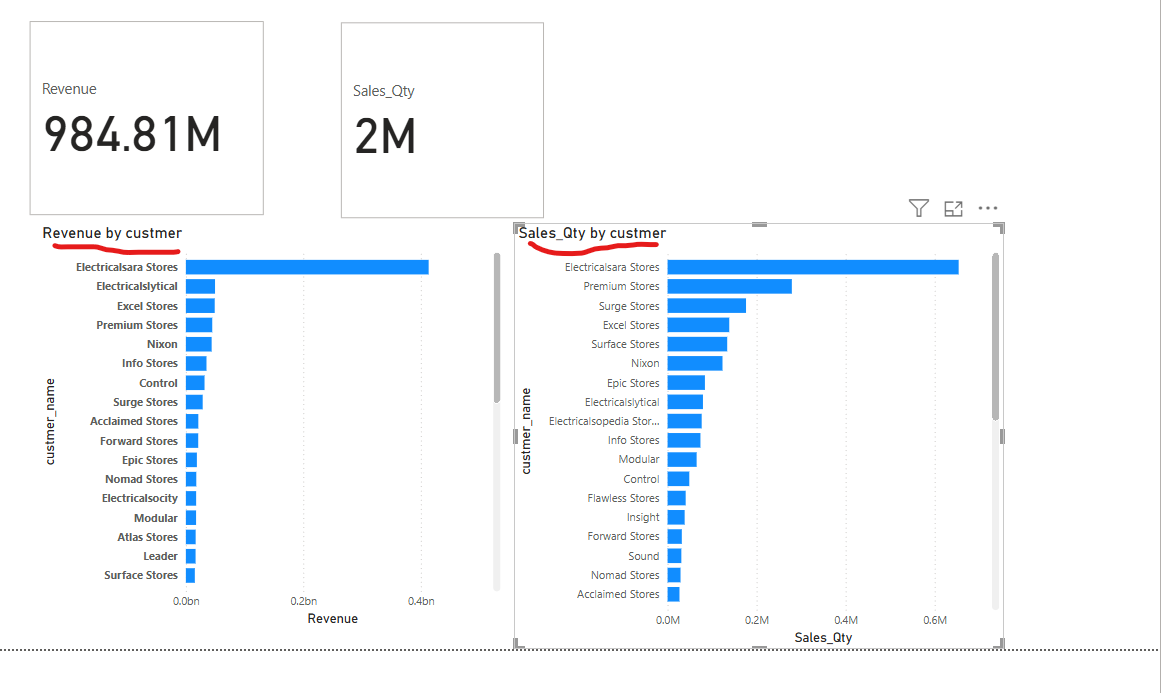 Revenue
984.81M
Sales_Qty
2M
Revenue by custmer
custmer_name
Electricalsara Stores
Electricalslytical
Excel Stores
Premium Stores
Nixon
Info Stores
Control
Surge Stores
Acclaimed Stores
Forward Stores
Epic Stores
Nomad Stores
Electricalsocity
Modular
Atlas Stores
Leader
Surface Stores
0.0bn 0.2bn 0.4bn
Revenue
Sales_Qty by custmer
custmer_name
Electricalsara Stores
Premium Stores
Surge Stores
Excel Stores
Surface Stores
Nixon
Epic Stores
Electricalslytical
Electricalsopedia Stor...
Info Stores
Modular
Control
Flawless Stores
Insight
Forward Stores
Sound
Nomad Stores
Acclaimed Stores
0.0M 0.2M 0.4M 0.6M
Sales_Qty